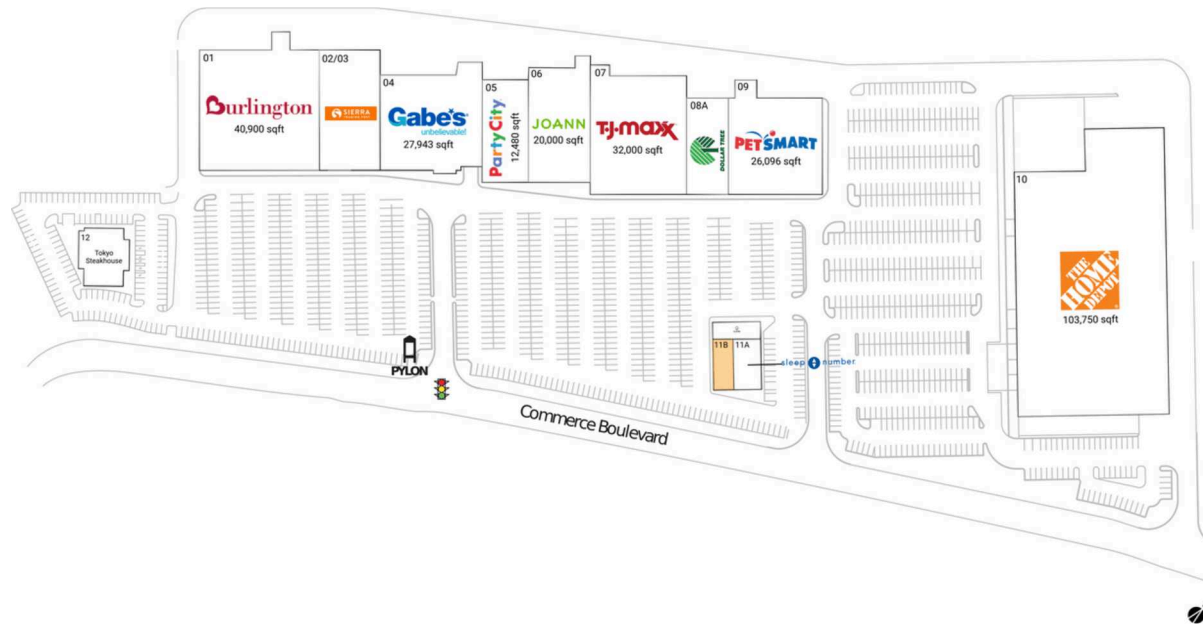 01
Burlington
40,900 sqft
02/03
SIERRA
04
Gabe's
unbelievable!
27,943 sqft
05
Party City
12,480 sqft
06
JOANN
20,000 sqft
07
T·J·maxx
32,000 sqft
08A
DOLLAR TREE
09
PETSMART
26,096 sqft
10
THE
HOME
DEPOT
103,750 sqft
12
Tokyo
Steakhouse
11B
11A
sleep number
PYLON
Commerce Boulevard